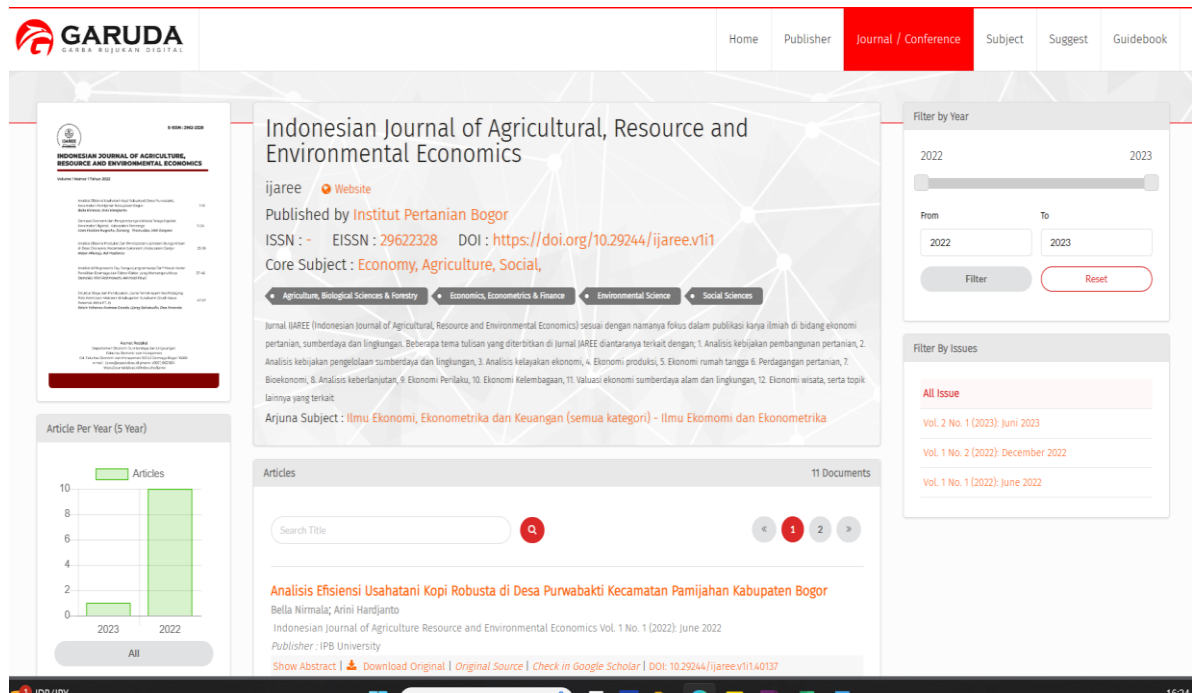 GARUDA
GARBA RUJUKAN DIGITAL
Home
Publisher
Journal / Conference
Subject
Suggest
Guidebook
INDONESIAN JOURNAL OF AGRICULTURE,
RESOURCE AND ENVIRONMENTAL ECONOMICS
Indonesian Journal of Agricultural, Resource and
Environmental Economics
ijaree Website
Published by Institut Pertanian Bogor
ISSN : - EISSN : 29622328 DOI : https://doi.org/10.29244/ijaree.v1i1
Core Subject : Economy, Agriculture, Social,
Agriculture, Biological Sciences & Forestry
Economics, Econometrics & Finance
Environmental Science
Social Sciences
Jurnal IJAREE (Indonesian Journal of Agricultural, Resource and Environmental Economics) sesuai dengan namanya fokus dalam publikasi karya ilmiah di bidang ekonomi
pertanian, sumberdaya dan lingkungan. Beberapa tema tulisan yang diterbitkan di Jurnal JAREE diantaranya terkait dengan; 1. Analisis kebijakan pembangunan pertanian, 2.
Analisis kebijakan pengelolaan sumberdaya dan lingkungan, 3. Analisis kelayakan ekonomi, 4. Ekonomi produksi, 5. Ekonomi rumah tangga 6. Perdagangan pertanian, 7.
Bioekonomi, 8. Analisis keberlanjutan, 9. Ekonomi Perilaku, 10. Ekonomi Kelembagaan, 11. Valuasi ekonomi sumberdaya alam dan lingkungan, 12. Ekonomi wisata, serta topik
lainnya yang terkait
Arjuna Subject : Ilmu Ekonomi, Ekonometrika dan Keuangan (semua kategori) - Ilmu Ekomomi dan Ekonometrika
Filter by Year
2022
2023
From
To
2022
2023
Filter
Reset
Filter By Issues
All Issue
Vol. 2 No. 1 (2023): Juni 2023
Vol. 1 No. 2 (2022): December 2022
Vol. 1 No. 1 (2022): June 2022
Article Per Year (5 Year)
Articles
10
8
6
4
2
0
2023
2022
All
Articles
11 Documents
Search Title
«
1
2
»
Analisis Efisiensi Usahatani Kopi Robusta di Desa Purwabakti Kecamatan Pamijahan Kabupaten Bogor
Bella Nirmala; Arini Hardjanto
Indonesian Journal of Agriculture Resource and Environmental Economics Vol. 1 No. 1 (2022): June 2022
Publisher : IPB University
Show Abstract | Download Original | Original Source | Check in Google Scholar | DOI: 10.29244/ijaree.v1i1.40137